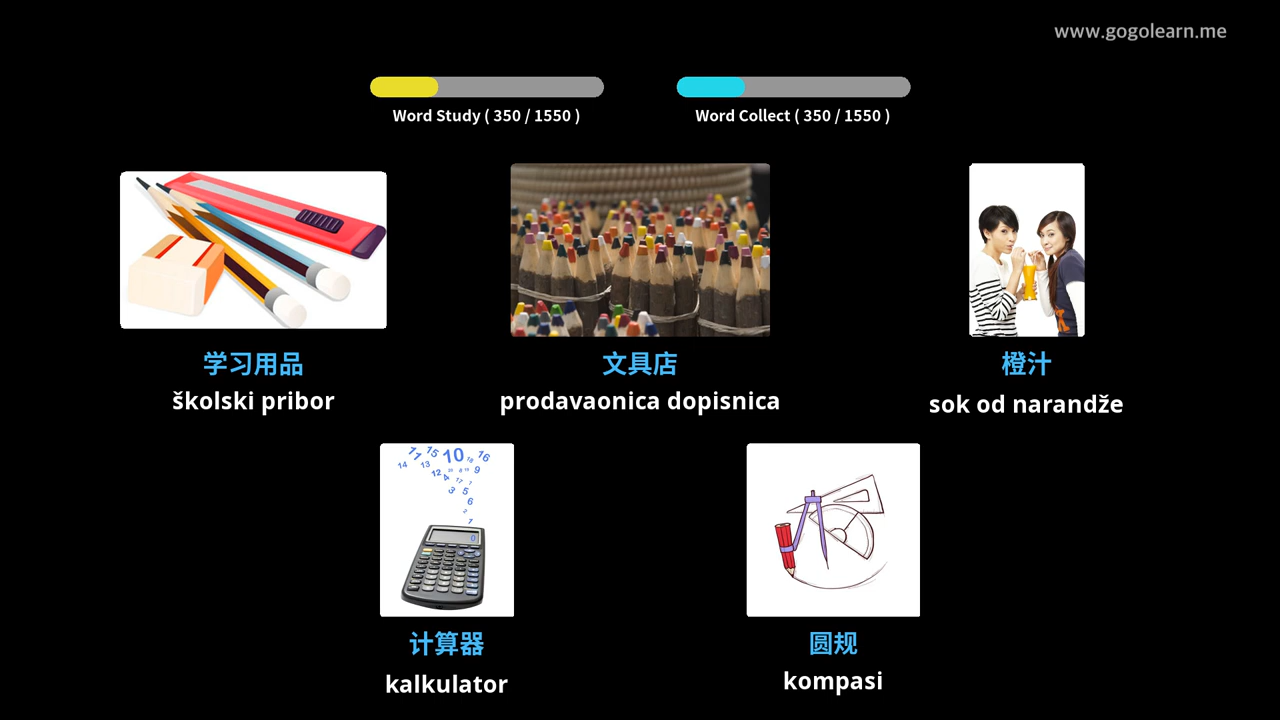 www.gogolearn.me
Word Study ( 350 / 1550 )
Word Collect ( 350 / 1550 )
学习用品
školski pribor
文具店
prodavaonica dopisnica
橙汁
sok od narandže
计算器
kalkulator
圆规
kompasi